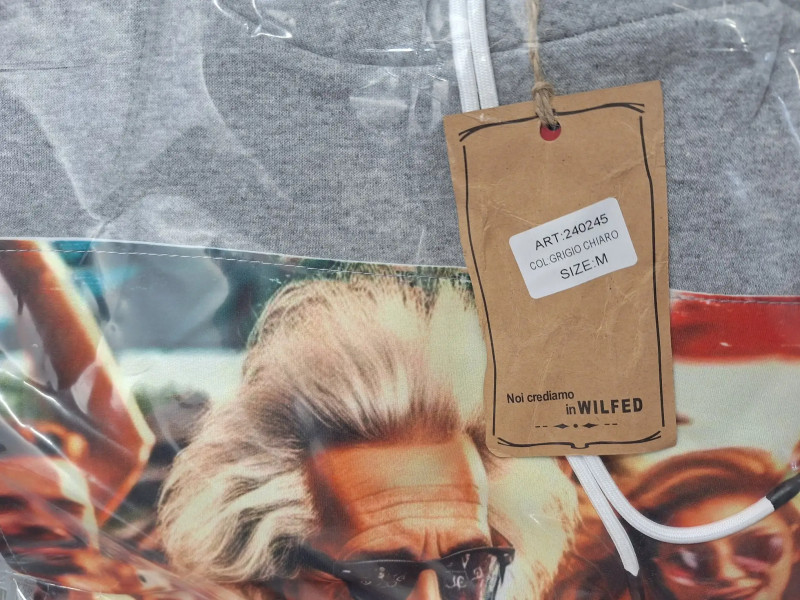 ART:240245
COL.GRIGIO CHIARO
SIZE:M
Noi crediamo
in WILFED